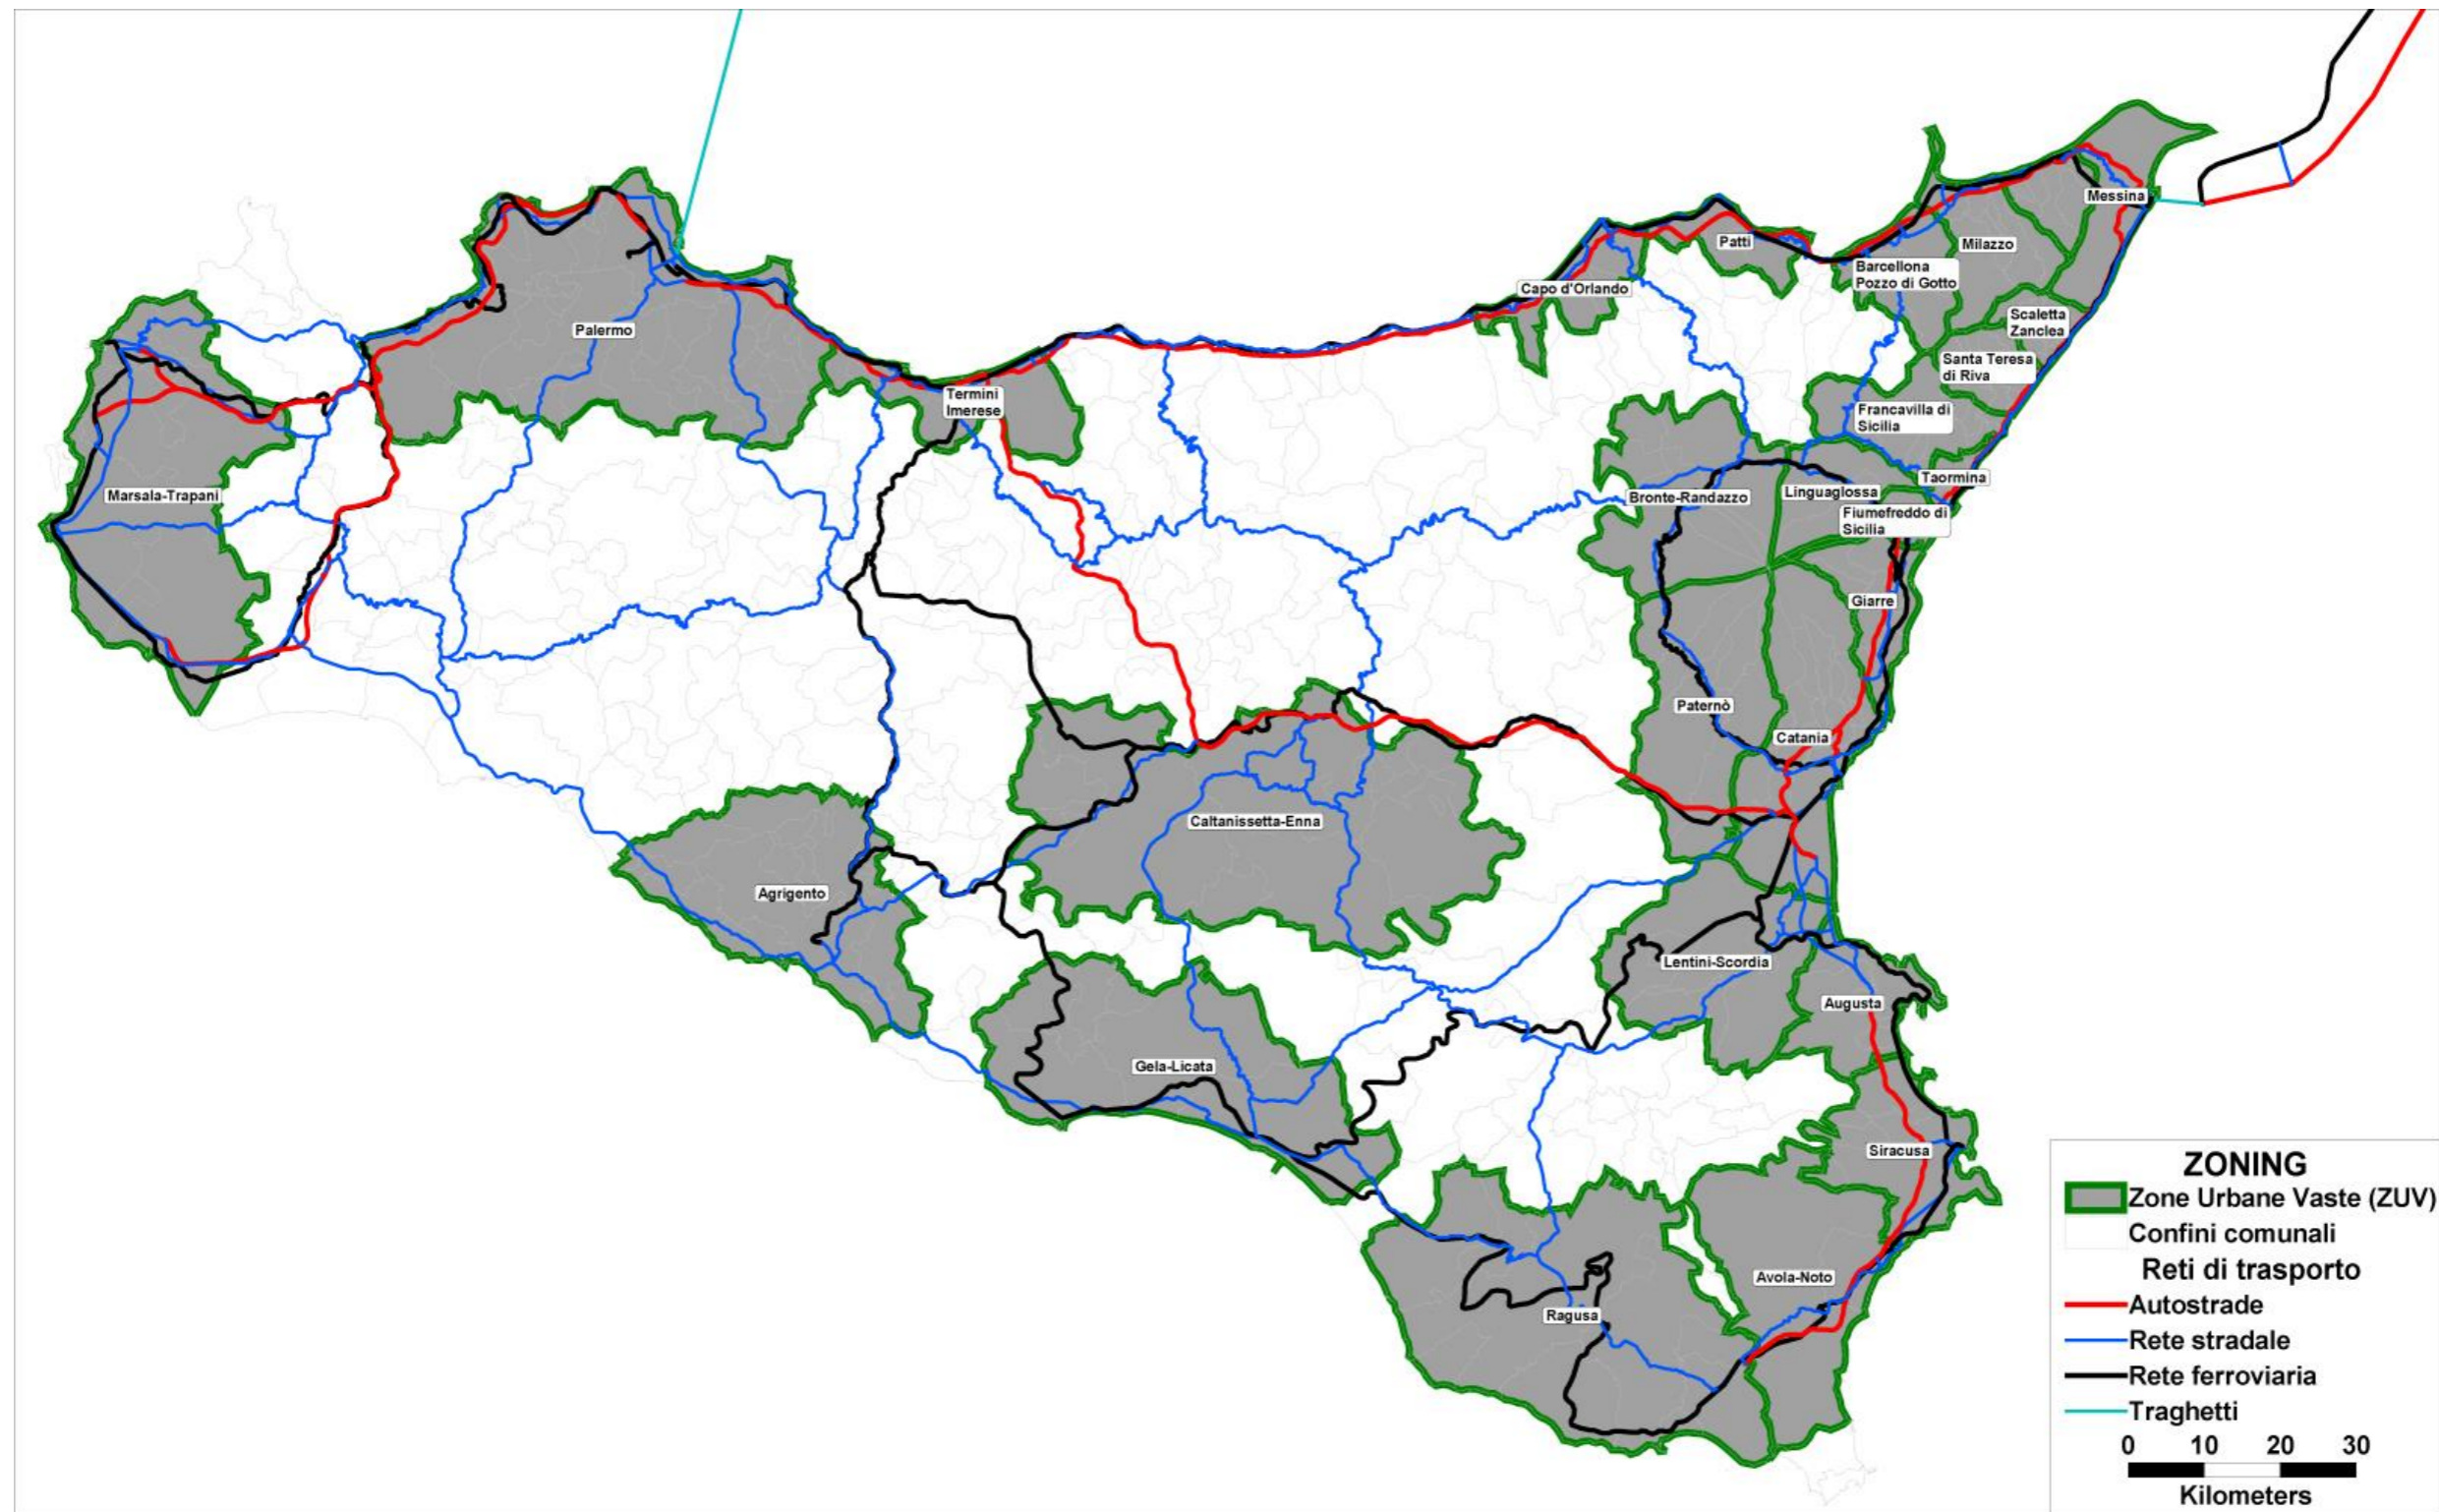 Messina
Patti
Milazzo
Barcellona
Pozzo di Gotto
Capo d'Orlando
Scaletta
Zanclea
Palermo
Santa Teresa
di Riva
Termini
Imerese
Francavilla di
Sicilia
Taormina
Marsala-Trapani
Bronte-Randazzo
Linguaglossa
Fiumefreddo di
Sicilia
Giarre
Paternò
Catania
Caltanissetta-Enna
Agrigento
Lentini-Scordia
Augusta
Gela-Licata
Siracusa
Avola-Noto
Ragusa
ZONING
Zone Urbane Vaste (ZUV)
Confini comunali
Reti di trasporto
Autostrade
Rete stradale
Rete ferroviaria
Traghetti
0 10 20 30
Kilometers